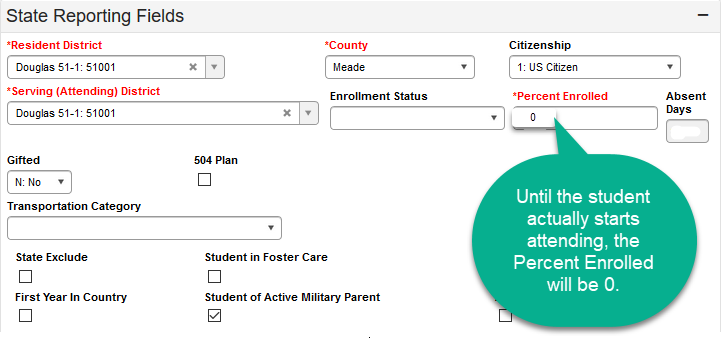 State Reporting Fields
*Resident District
*County
Citizenship
Douglas 51-1: 51001
Meade
1: US Citizen
*Serving (Attending) District
Enrollment Status
*Percent Enrolled
Absent
Days
Douglas 51-1: 51001
0
Gifted
504 Plan
N: No
Transportation Category
Until the student
actually starts
attending, the
Percent Enrolled
will be 0.
State Exclude
Student in Foster Care
First Year In Country
Student of Active Military Parent